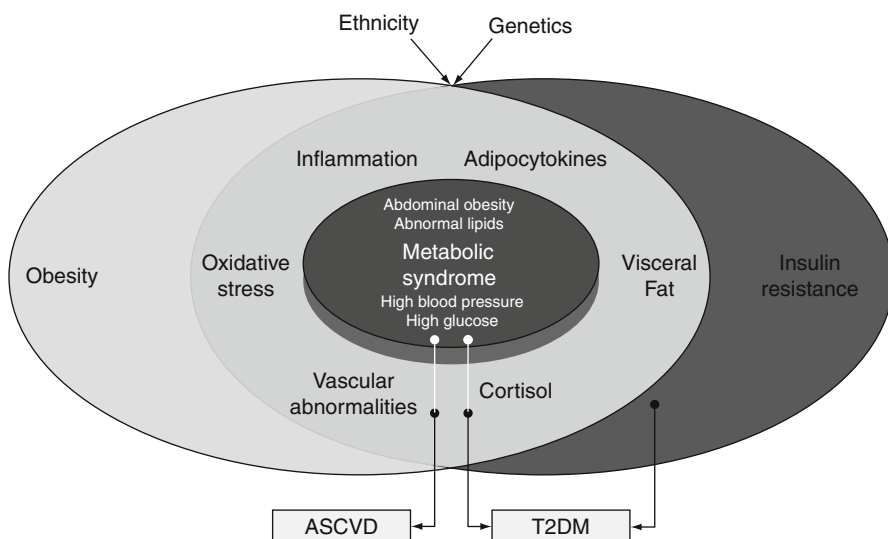 Ethnicity Genetics
Inflammation Adipocytokines
Abdominal obesity
Abnormal lipids
Metabolic
syndrome
High blood pressure
High glucose
Obesity
Oxidative
stress
Visceral
Fat
Insulin
resistance
Vascular
abnormalities
Cortisol
ASCVD T2DM